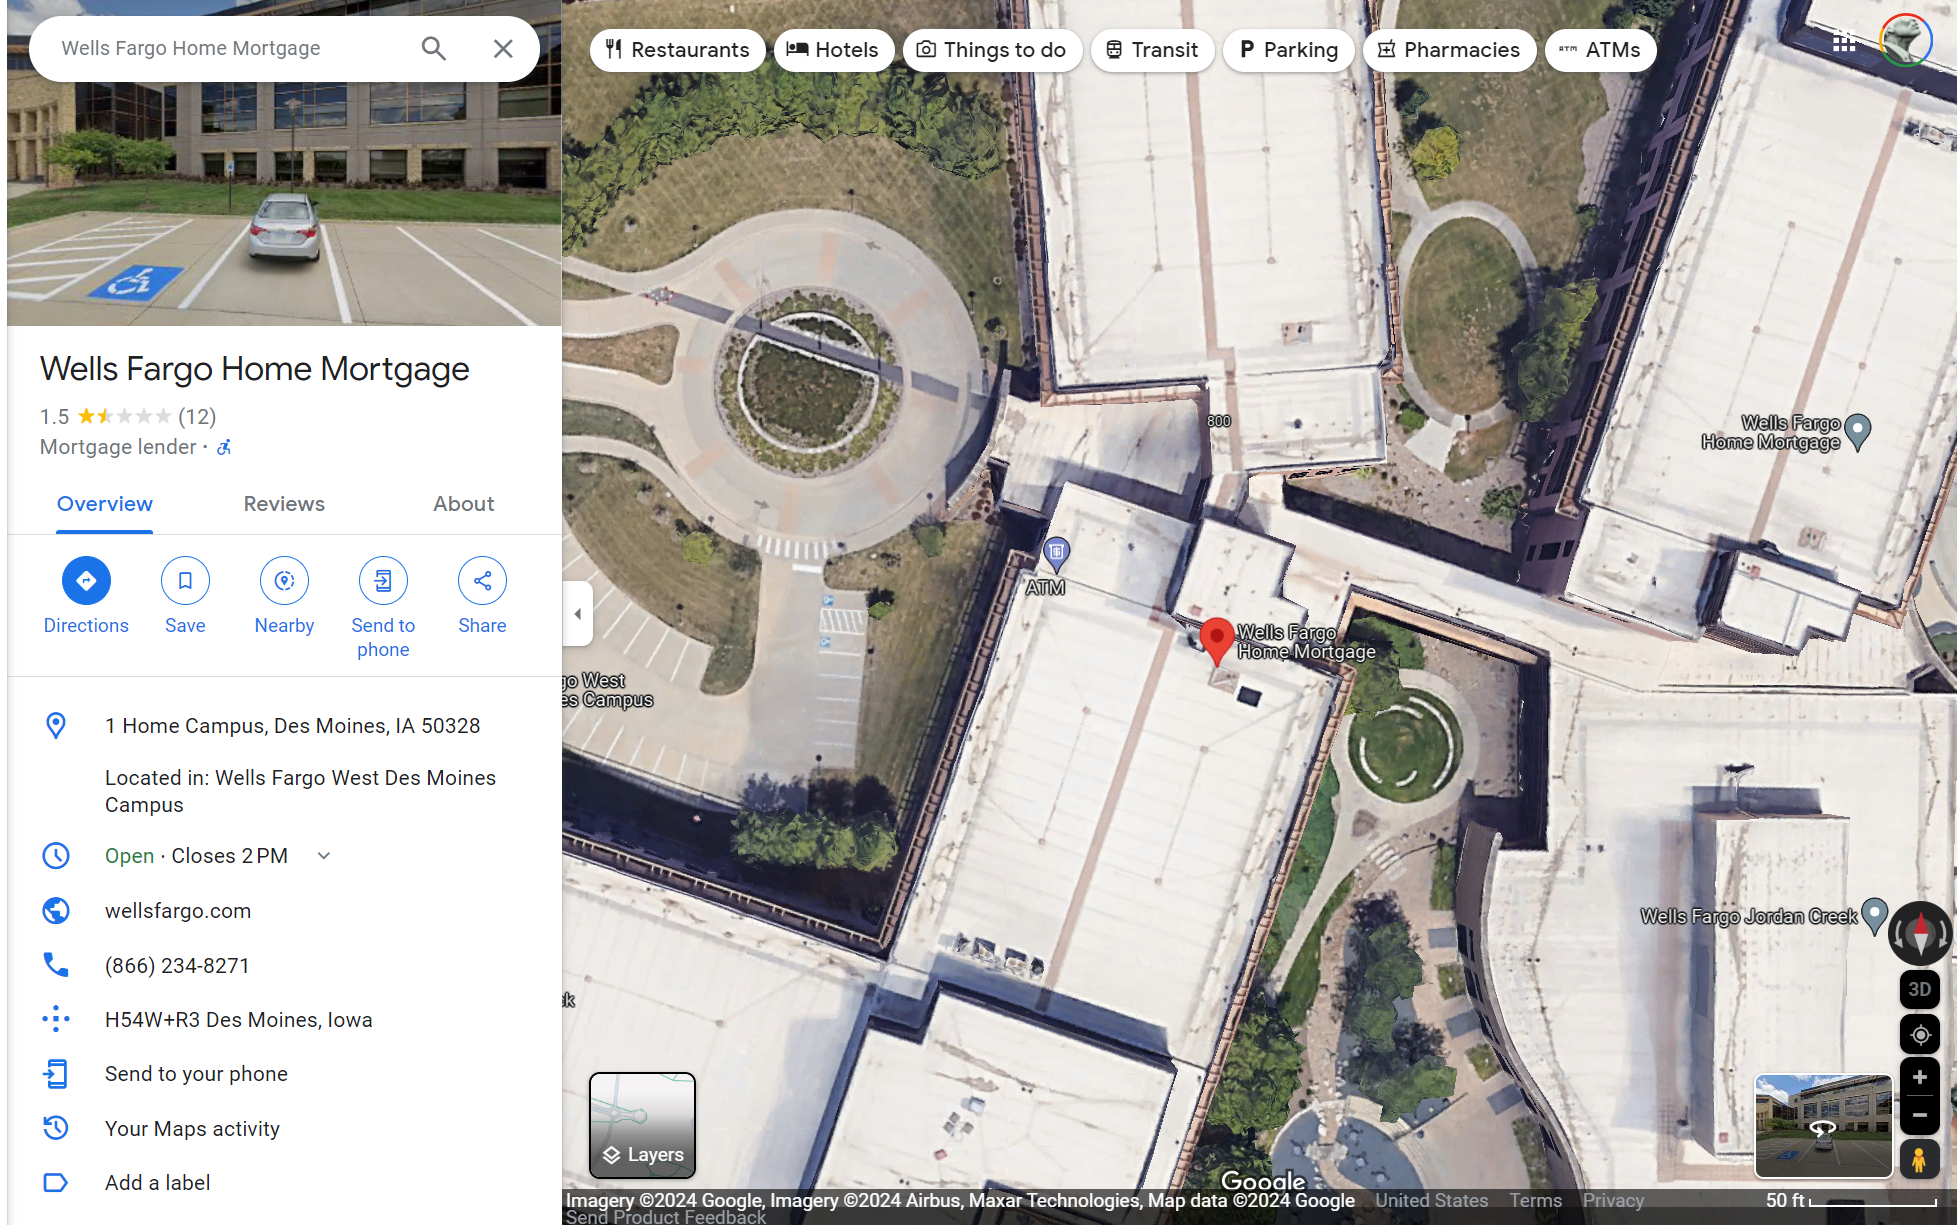 Wells Fargo Home Mortgage
Restaurants
Hotels
Things to do
Transit
Parking
Pharmacies
ATM ATMs
Wells Fargo Home Mortgage
1.5 (12)
Mortgage lender ·
Overview
Reviews
About
Directions
Save
Nearby
Send to
phone
Share
1 Home Campus, Des Moines, IA 50328
Located in: Wells Fargo West Des Moines
Campus
Open · Closes 2 PM
wellsfargo.com
(866) 234-8271
H54W+R3 Des Moines, Iowa
Send to your phone
Your Maps activity
Add a label
800
Wells Fargo
Home Mortgage
ATM
Wells Fargo
Home Mortgage
go West
es Campus
Wells Fargo Jordan Creek
k
3D
Layers
Google
Imagery ©2024 Google, Imagery ©2024 Airbus, Maxar Technologies, Map data ©2024 Google
United States
Terms
Privacy
50 ft
Send Product Feedback